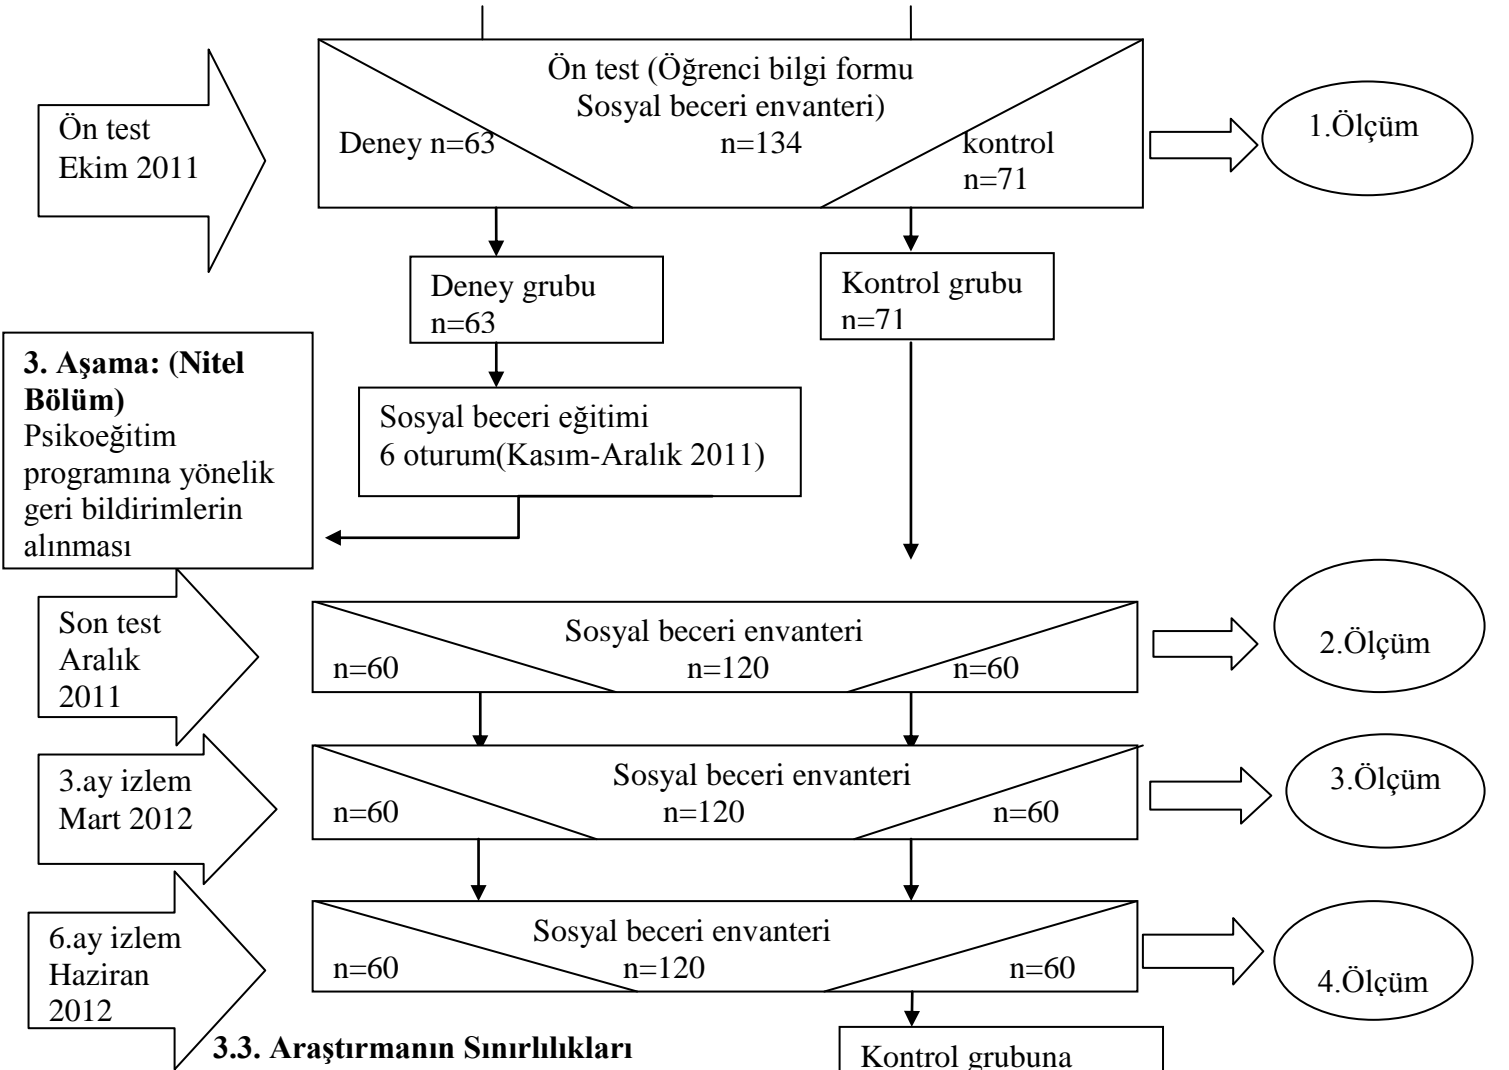 Ön test (Öğrenci bilgi formu
Sosyal beceri envanteri)
Deney n=63
n=134
kontrol
n=71
Ön test
Ekim 2011
1.Ölçüm
Deney grubu
n=63
Kontrol grubu
n=71
3. Aşama: (Nitel
Bölüm)
Psikoeğitim
programına yönelik
geri bildirimlerin
alınması
Sosyal beceri eğitimi
6 oturum(Kasım-Aralık 2011)
Son test
Aralık
2011
Sosyal beceri envanteri
n=60
n=120
n=60
2.Ölçüm
3.ay izlem
Mart 2012
Sosyal beceri envanteri
n=60
n=120
n=60
3.Ölçüm
6.ay izlem
Haziran
2012
Sosyal beceri envanteri
n=60
n=120
n=60
4.Ölçüm
3.3. Araştırmanın Sınırlılıkları
Kontrol grubuna